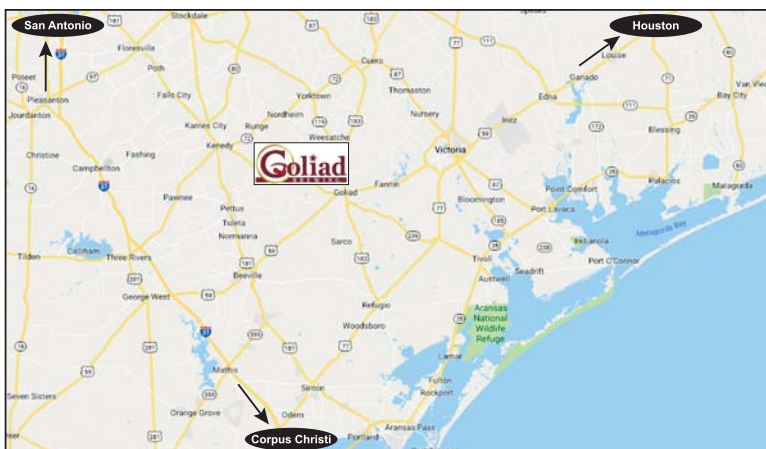 San Antonio
Houston
Stockdale
Floresville
Louise
Ganado
Poteet
Poth
Cuero
Pleasanton
Falls City
Yorktown
Thomaston
Edna
Bay City
Jourdanton
Nordheim
Nursery
Inez
Karnes City
Runge
Weesatche
Blessing
Christine
Fashing
Kenedy
Victoria
Campbellton
GOLIAD
BREWING
Fannin
Palacios
Goliad
Point Comfort
Matagorda
Pawnee
Bloomington
Pettus
Port Lavaca
Tuleta
Normanna
Matagorda Bay
Sarco
Indianola
Calliham
Tilden
Three Rivers
Tivoli
Port O'Connor
Beeville
Seadrift
Austwell
George West
Refugio
Aransas
National
Wildlife
Refuge
Woodsboro
Lamar
Mathis
Fulton
Rockport
Seven Sisters
Sinton
Orange Grove
Odem
Aransas Pass
Corpus Christi
Portland